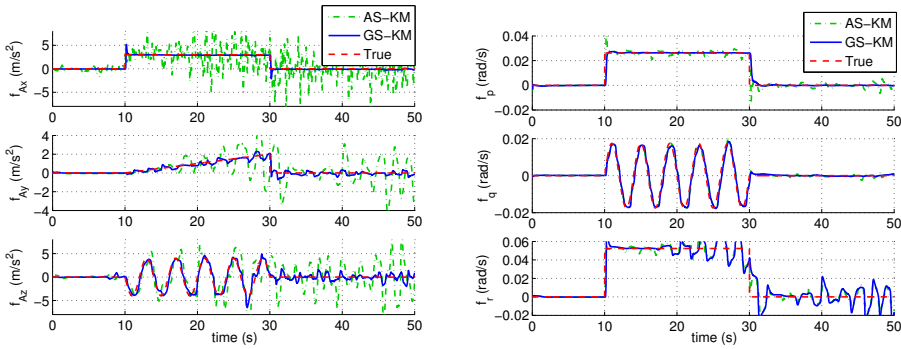 AS−KM
GS−KM
True
f_Ax (m/s²)
5
0
−5
0 10 20 30 40 50
f_Ay (m/s²)
4
2
0
−2
−4
0 10 20 30 40 50
f_Az (m/s²)
5
0
−5
0 10 20 30 40 50
time (s)
AS−KM
GS−KM
True
f_p (rad/s)
0.04
0.02
0
−0.02
0 10 20 30 40 50
f_q (rad/s)
0.02
0
−0.02
0 10 20 30 40 50
f_r (rad/s)
0.06
0.04
0.02
0
−0.02
0 10 20 30 40 50
time (s)